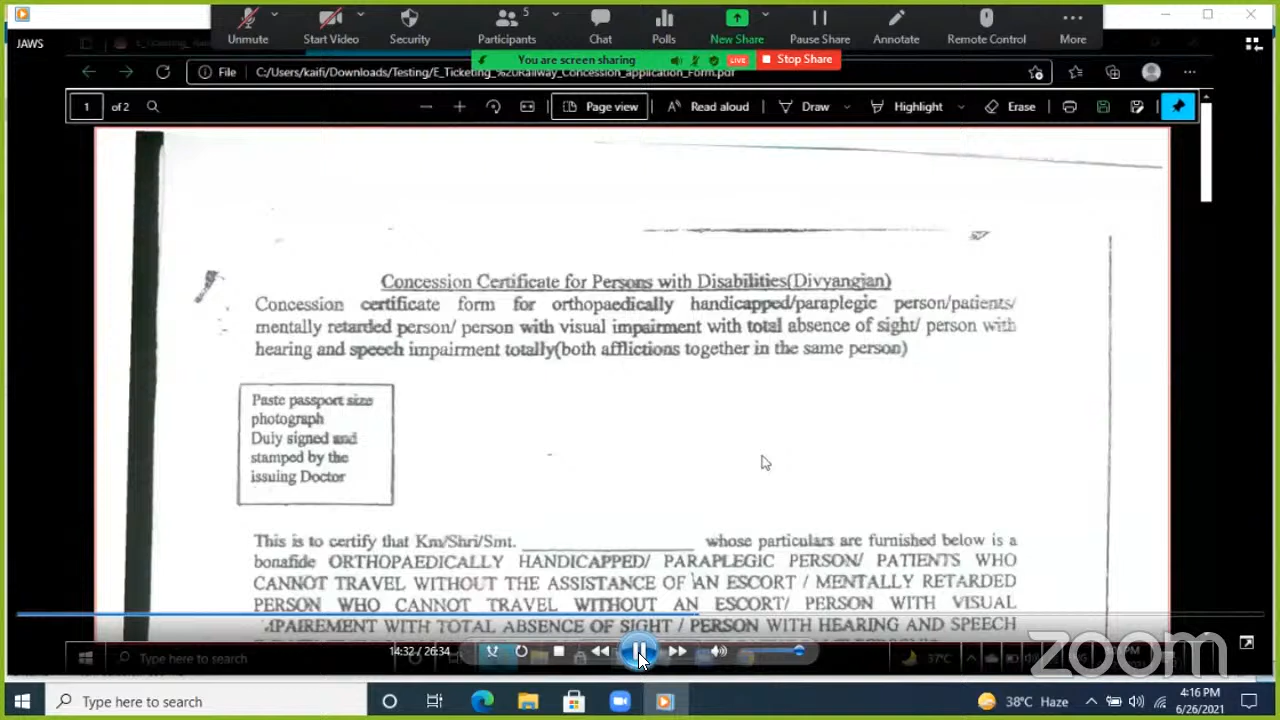 5
Unmute Start Video Security Participants Chat Polls New Share Pause Share Annotate Remote Control More
JAWS
You are screen sharing LIVE Stop Share
File C:/Users/kaifi/Downloads/Testing/E_Ticketing_%20Railway_Concession_application_Form.pdf
1 of 2 Page view Read aloud Draw Highlight Erase
Concession Certificate for Persons with Disabilities(Divyangjan)
Concession certificate form for orthopaedically handicapped/paraplegic person/patients/
mentally retarded person/ person with visual impairment with total absence of sight/ person with
hearing and speech impairment totally(both afflictions together in the same person)
Paste passport size
photograph
Duly signed and
stamped by the
issuing Doctor
This is to certify that Km/Shri/Smt. ____________ whose particulars are furnished below is a
bonafide ORTHOPAEDICALLY HANDICAPPED/ PARAPLEGIC PERSON/ PATIENTS WHO
CANNOT TRAVEL WITHOUT THE ASSISTANCE OF AN ESCORT / MENTALLY RETARDED
PERSON WHO CANNOT TRAVEL WITHOUT AN ESCORT/ PERSON WITH VISUAL
IMPAIREMENT WITH TOTAL ABSENCE OF SIGHT / PERSON WITH HEARING AND SPEECH
Type here to search 14:32 / 26:34 37°C
zoom
Type here to search 38°C Haze 4:16 PM
6/26/2021